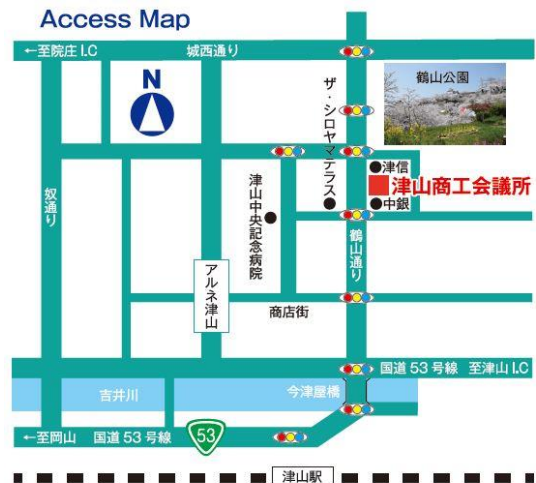 Access Map
←至院庄 I.C
城西通り
N
鶴山公園
ザ・シロヤマテラス
津信
津山商工会議所
中銀
奴通り
津山中央記念病院
鶴山通り
アルネ津山
商店街
国道 53 号線 至津山 I.C
吉井川
今津屋橋
←至岡山 国道 53 号線
53
津山駅